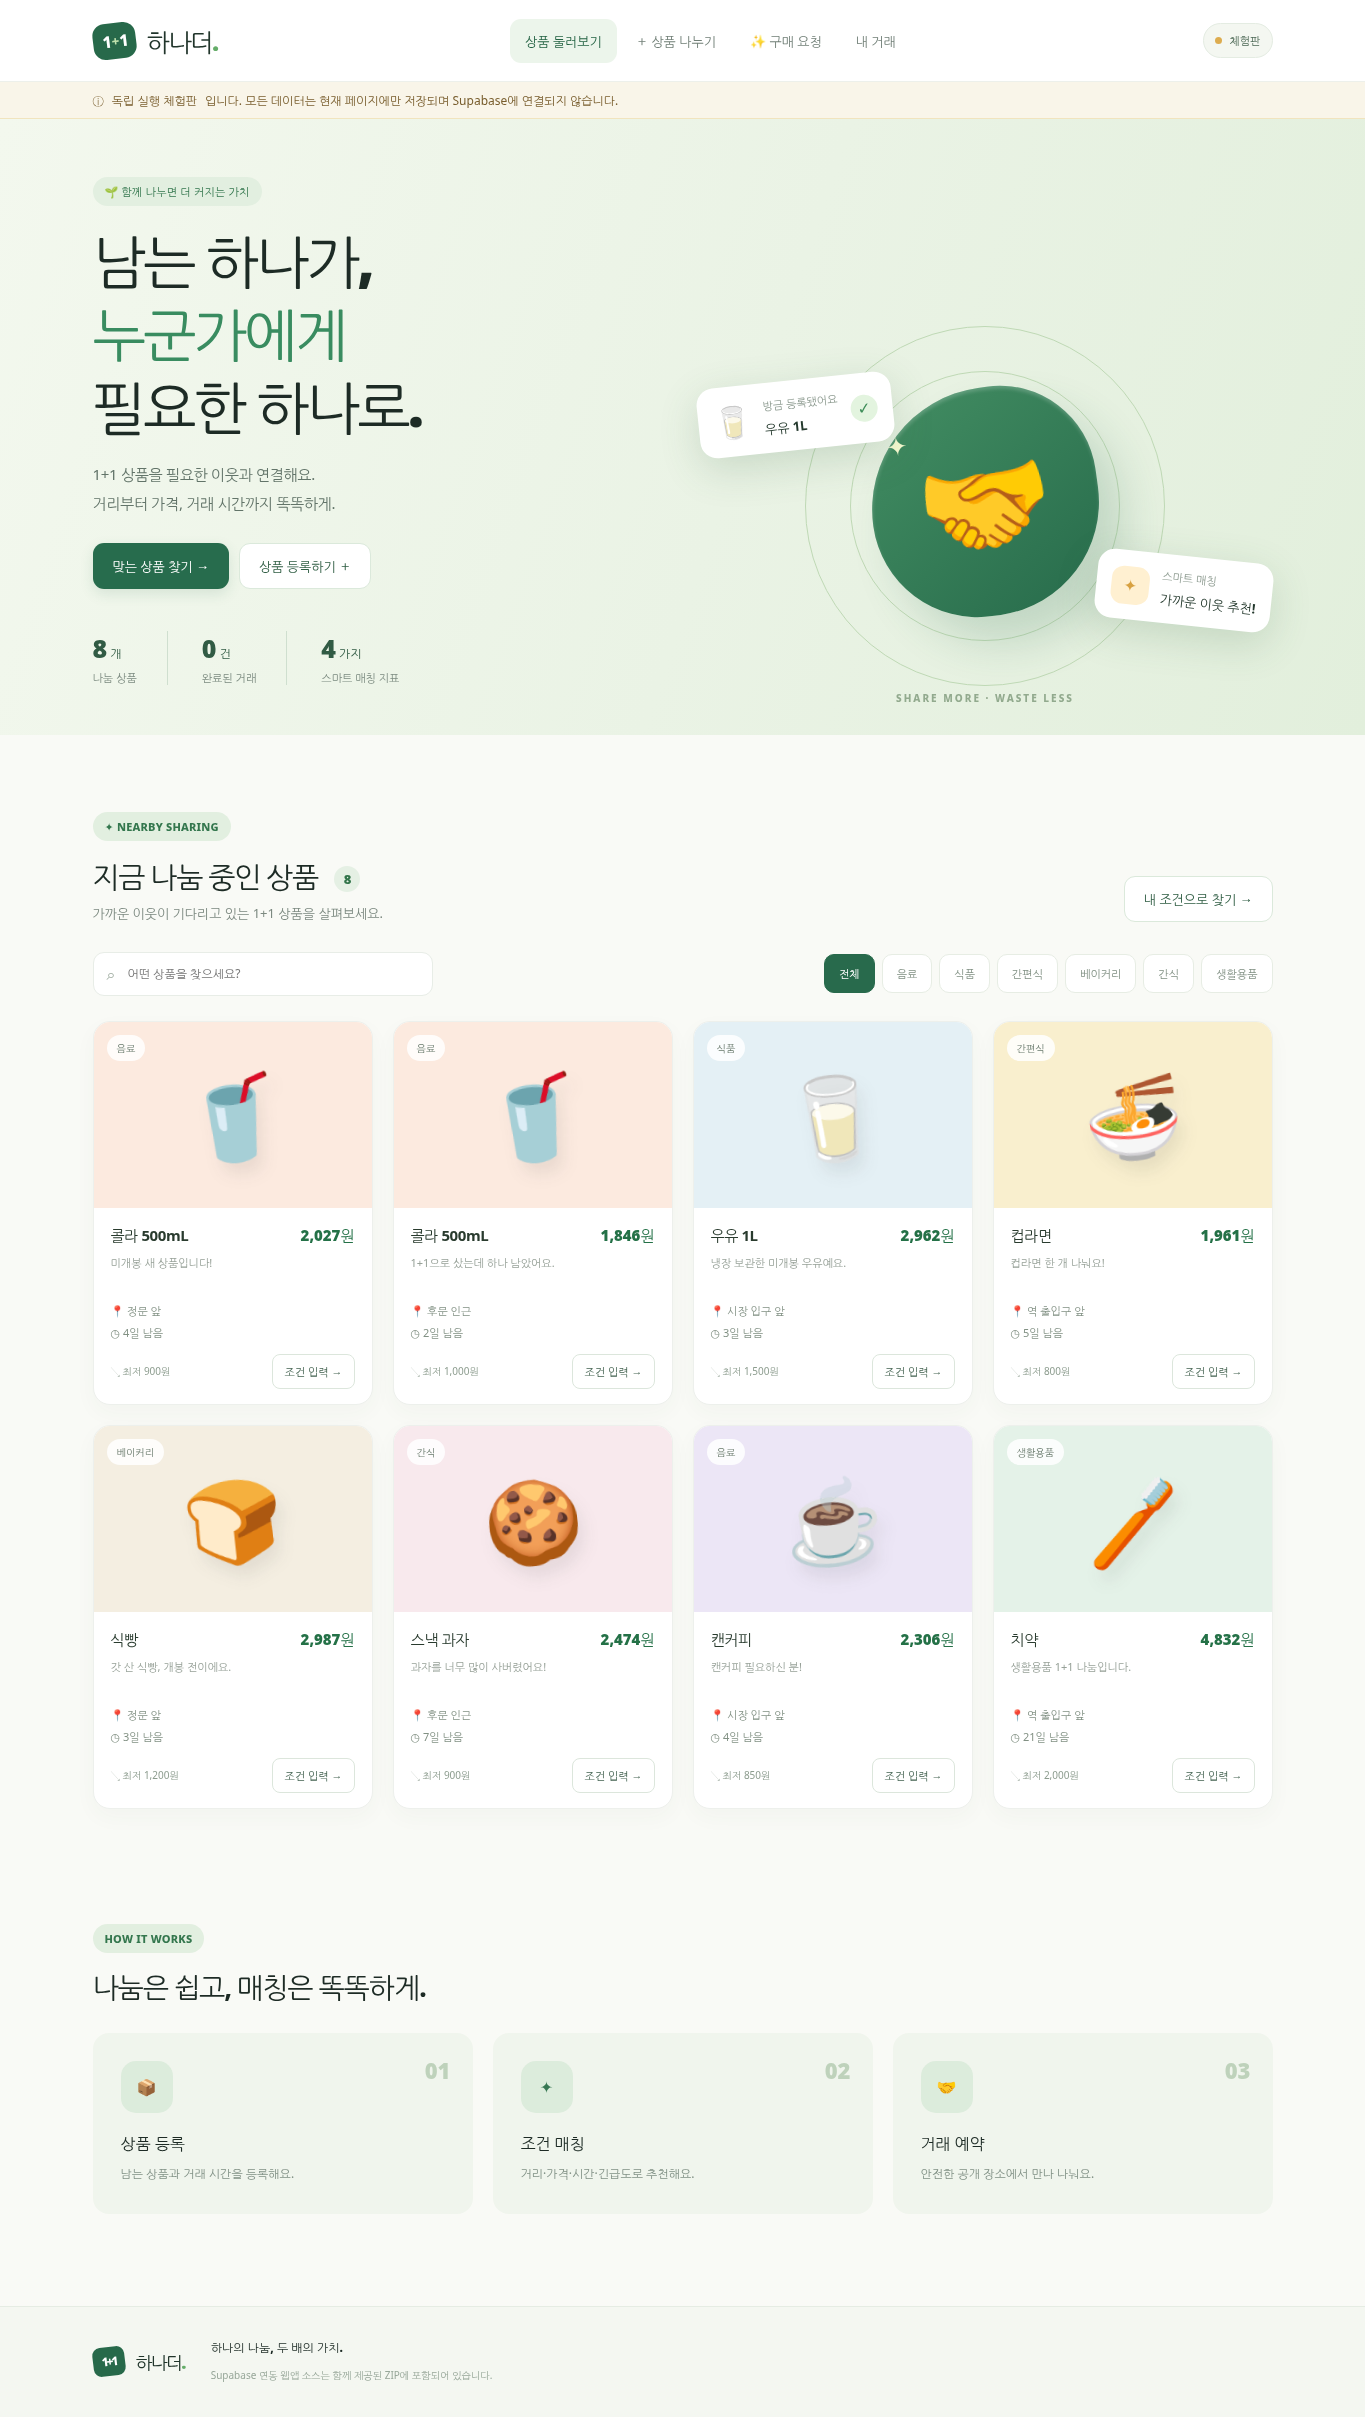 1+1 하나더.
상품 둘러보기
+ 상품 나누기
✨ 구매 요청
내 거래
체험판
ⓘ 독립 실행 체험판 입니다. 모든 데이터는 현재 페이지에만 저장되며 Supabase에 연결되지 않습니다.
🌱 함께 나누면 더 커지는 가치
남는 하나가,
누군가에게
필요한 하나로.
1+1 상품을 필요한 이웃과 연결해요.
거리부터 가격, 거래 시간까지 똑똑하게.
맞는 상품 찾기 →
상품 등록하기 +
8 개
나눔 상품
0 건
완료된 거래
4 가지
스마트 매칭 지표
방금 등록됐어요
우유 1L
✓
스마트 매칭
가까운 이웃 추천!
SHARE MORE · WASTE LESS
✦ NEARBY SHARING
지금 나눔 중인 상품 8
가까운 이웃이 기다리고 있는 1+1 상품을 살펴보세요.
내 조건으로 찾기 →
어떤 상품을 찾으세요?
전체
음료
식품
간편식
베이커리
간식
생활용품
음료
콜라 500mL 2,027원
미개봉 새 상품입니다!
📍 정문 앞
◷ 4일 남음
최저 900원
조건 입력 →
음료
콜라 500mL 1,846원
1+1으로 샀는데 하나 남았어요.
📍 후문 인근
◷ 2일 남음
최저 1,000원
조건 입력 →
식품
우유 1L 2,962원
냉장 보관한 미개봉 우유예요.
📍 시장 입구 앞
◷ 3일 남음
최저 1,500원
조건 입력 →
간편식
컵라면 1,961원
컵라면 한 개 나눠요!
📍 역 출입구 앞
◷ 5일 남음
최저 800원
조건 입력 →
베이커리
식빵 2,987원
갓 산 식빵, 개봉 전이에요.
📍 정문 앞
◷ 3일 남음
최저 1,200원
조건 입력 →
간식
스낵 과자 2,474원
과자를 너무 많이 사버렸어요!
📍 후문 인근
◷ 7일 남음
최저 900원
조건 입력 →
음료
캔커피 2,306원
캔커피 필요하신 분!
📍 시장 입구 앞
◷ 4일 남음
최저 850원
조건 입력 →
생활용품
치약 4,832원
생활용품 1+1 나눔입니다.
📍 역 출입구 앞
◷ 21일 남음
최저 2,000원
조건 입력 →
HOW IT WORKS
나눔은 쉽고, 매칭은 똑똑하게.
01
상품 등록
남는 상품과 거래 시간을 등록해요.
02
조건 매칭
거리·가격·시간·긴급도로 추천해요.
03
거래 예약
안전한 공개 장소에서 만나 나눠요.
1+1 하나더.
하나의 나눔, 두 배의 가치.
Supabase 연동 웹앱 소스는 함께 제공된 ZIP에 포함되어 있습니다.